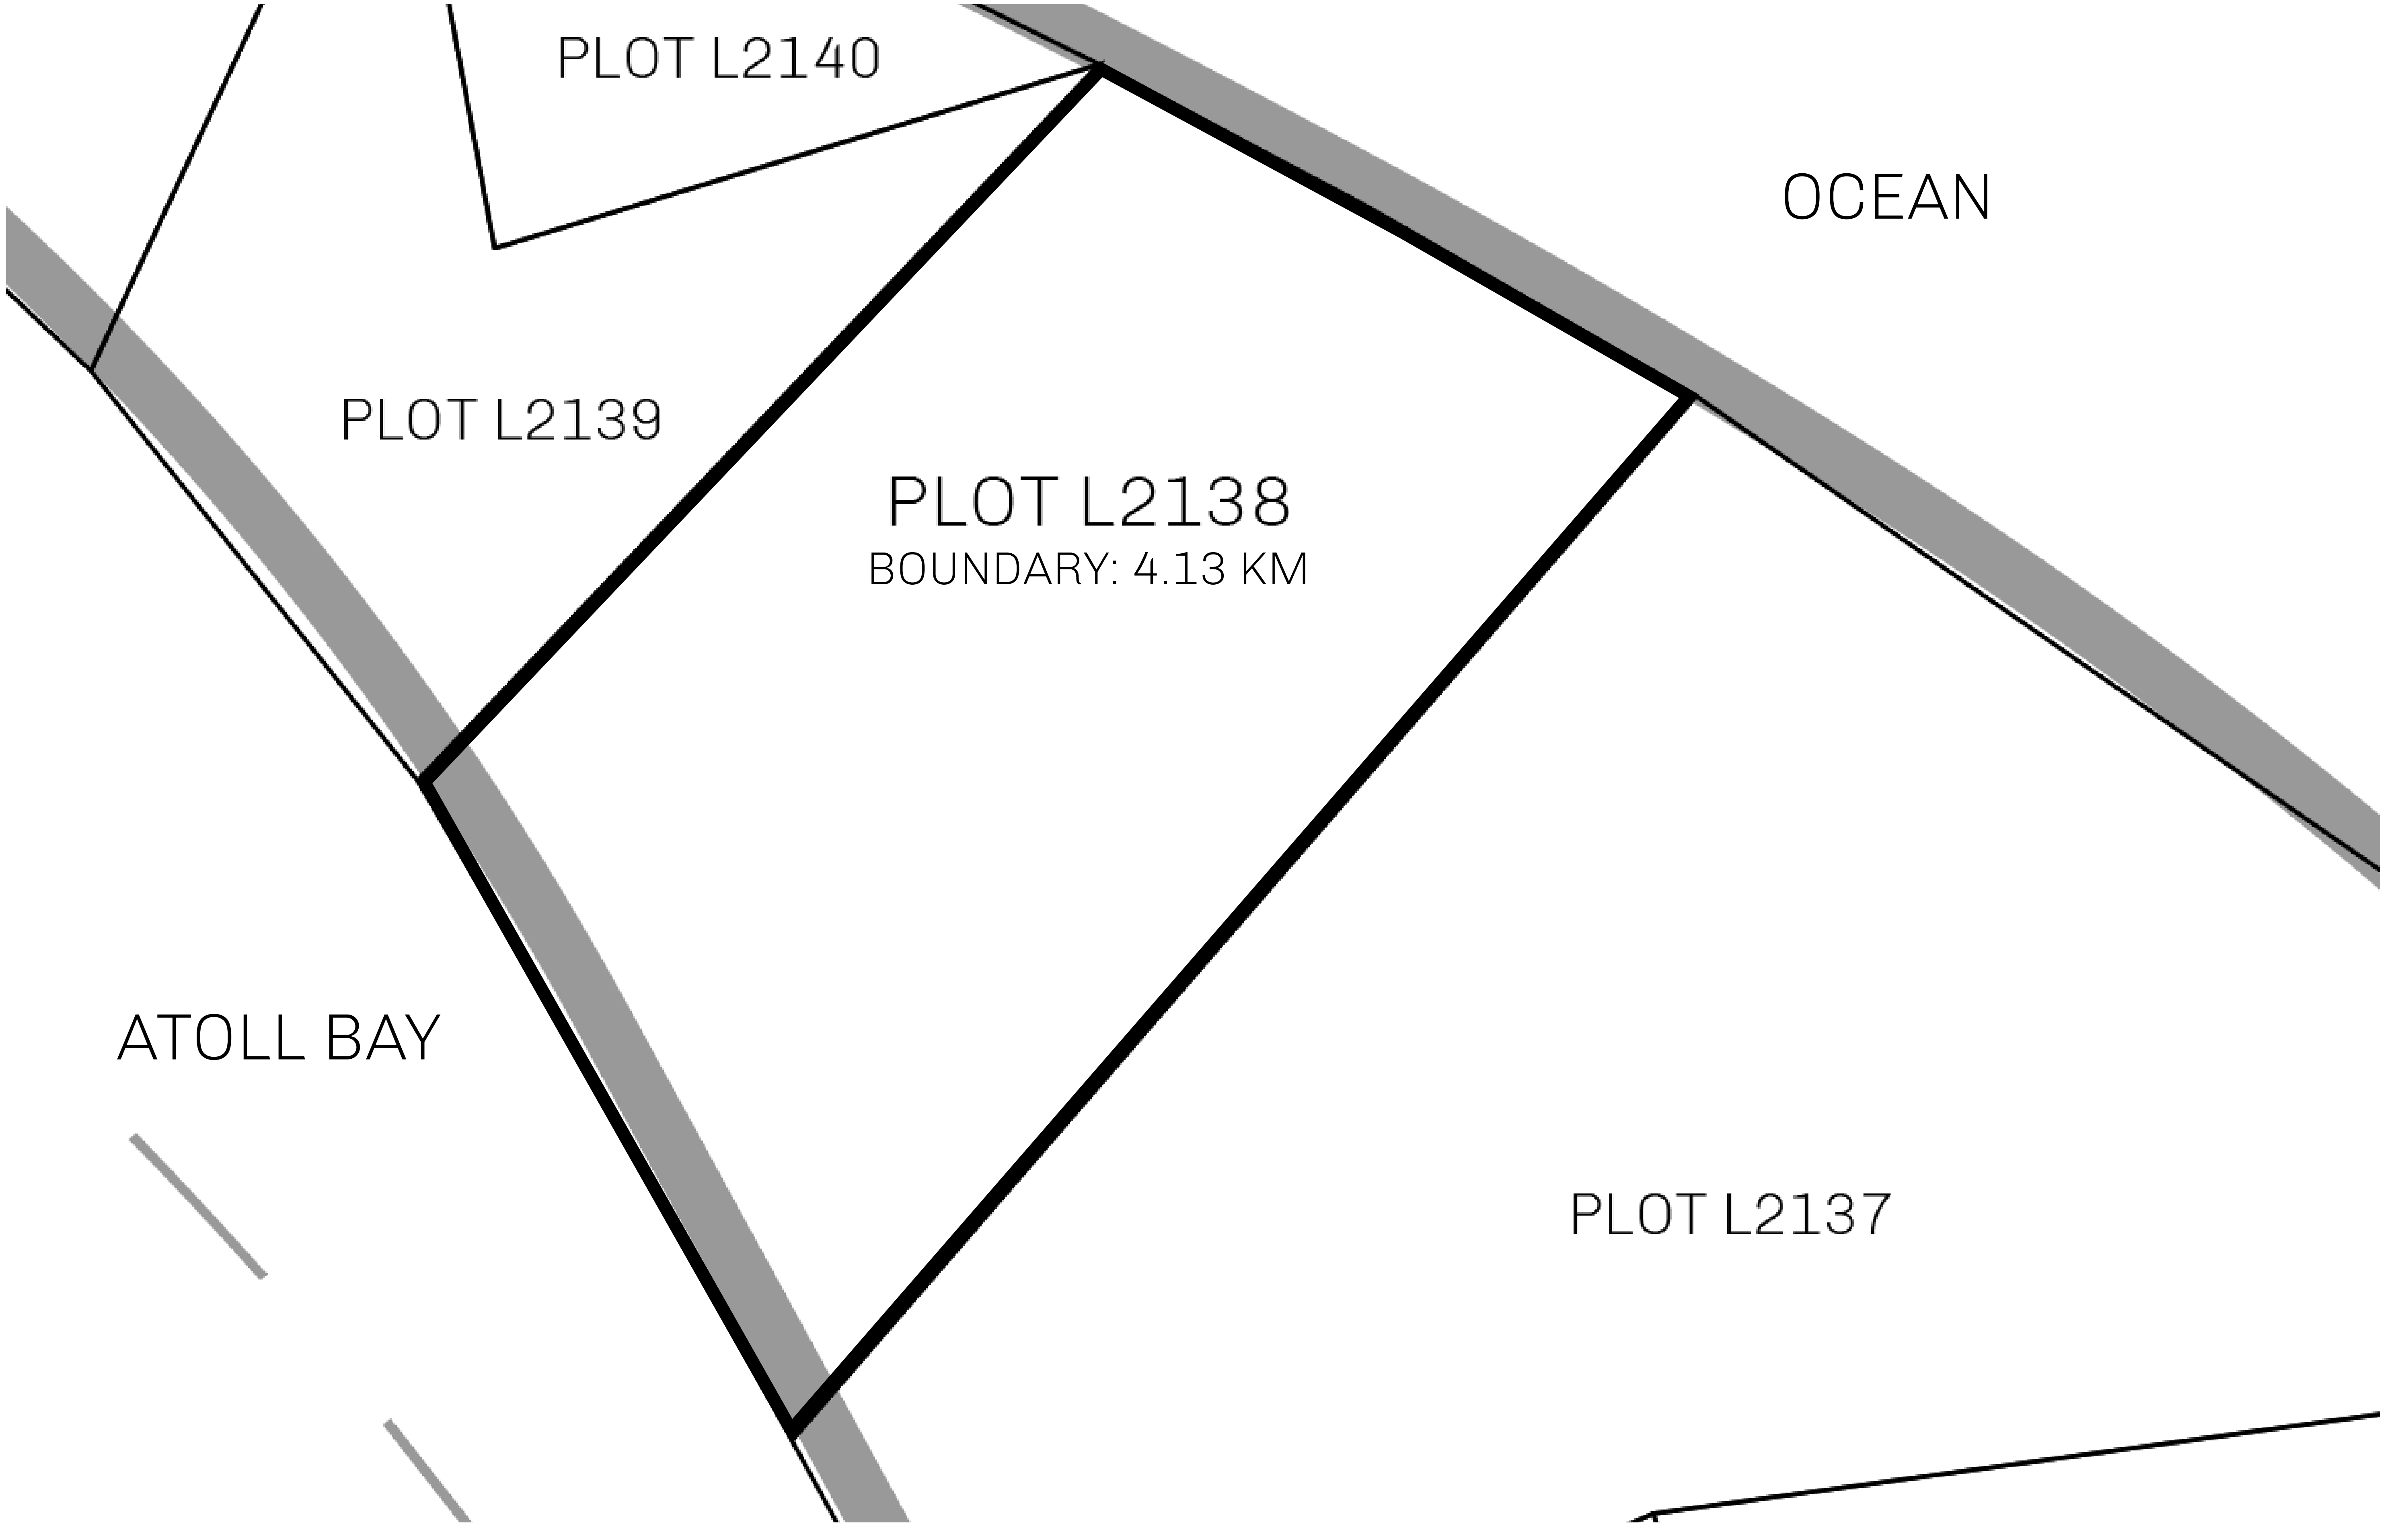 PLOT L2140
OCEAN
PLOT L2139
PLOT L2138
BOUNDARY: 4.13 KM
ATOLL BAY
PLOT L2137